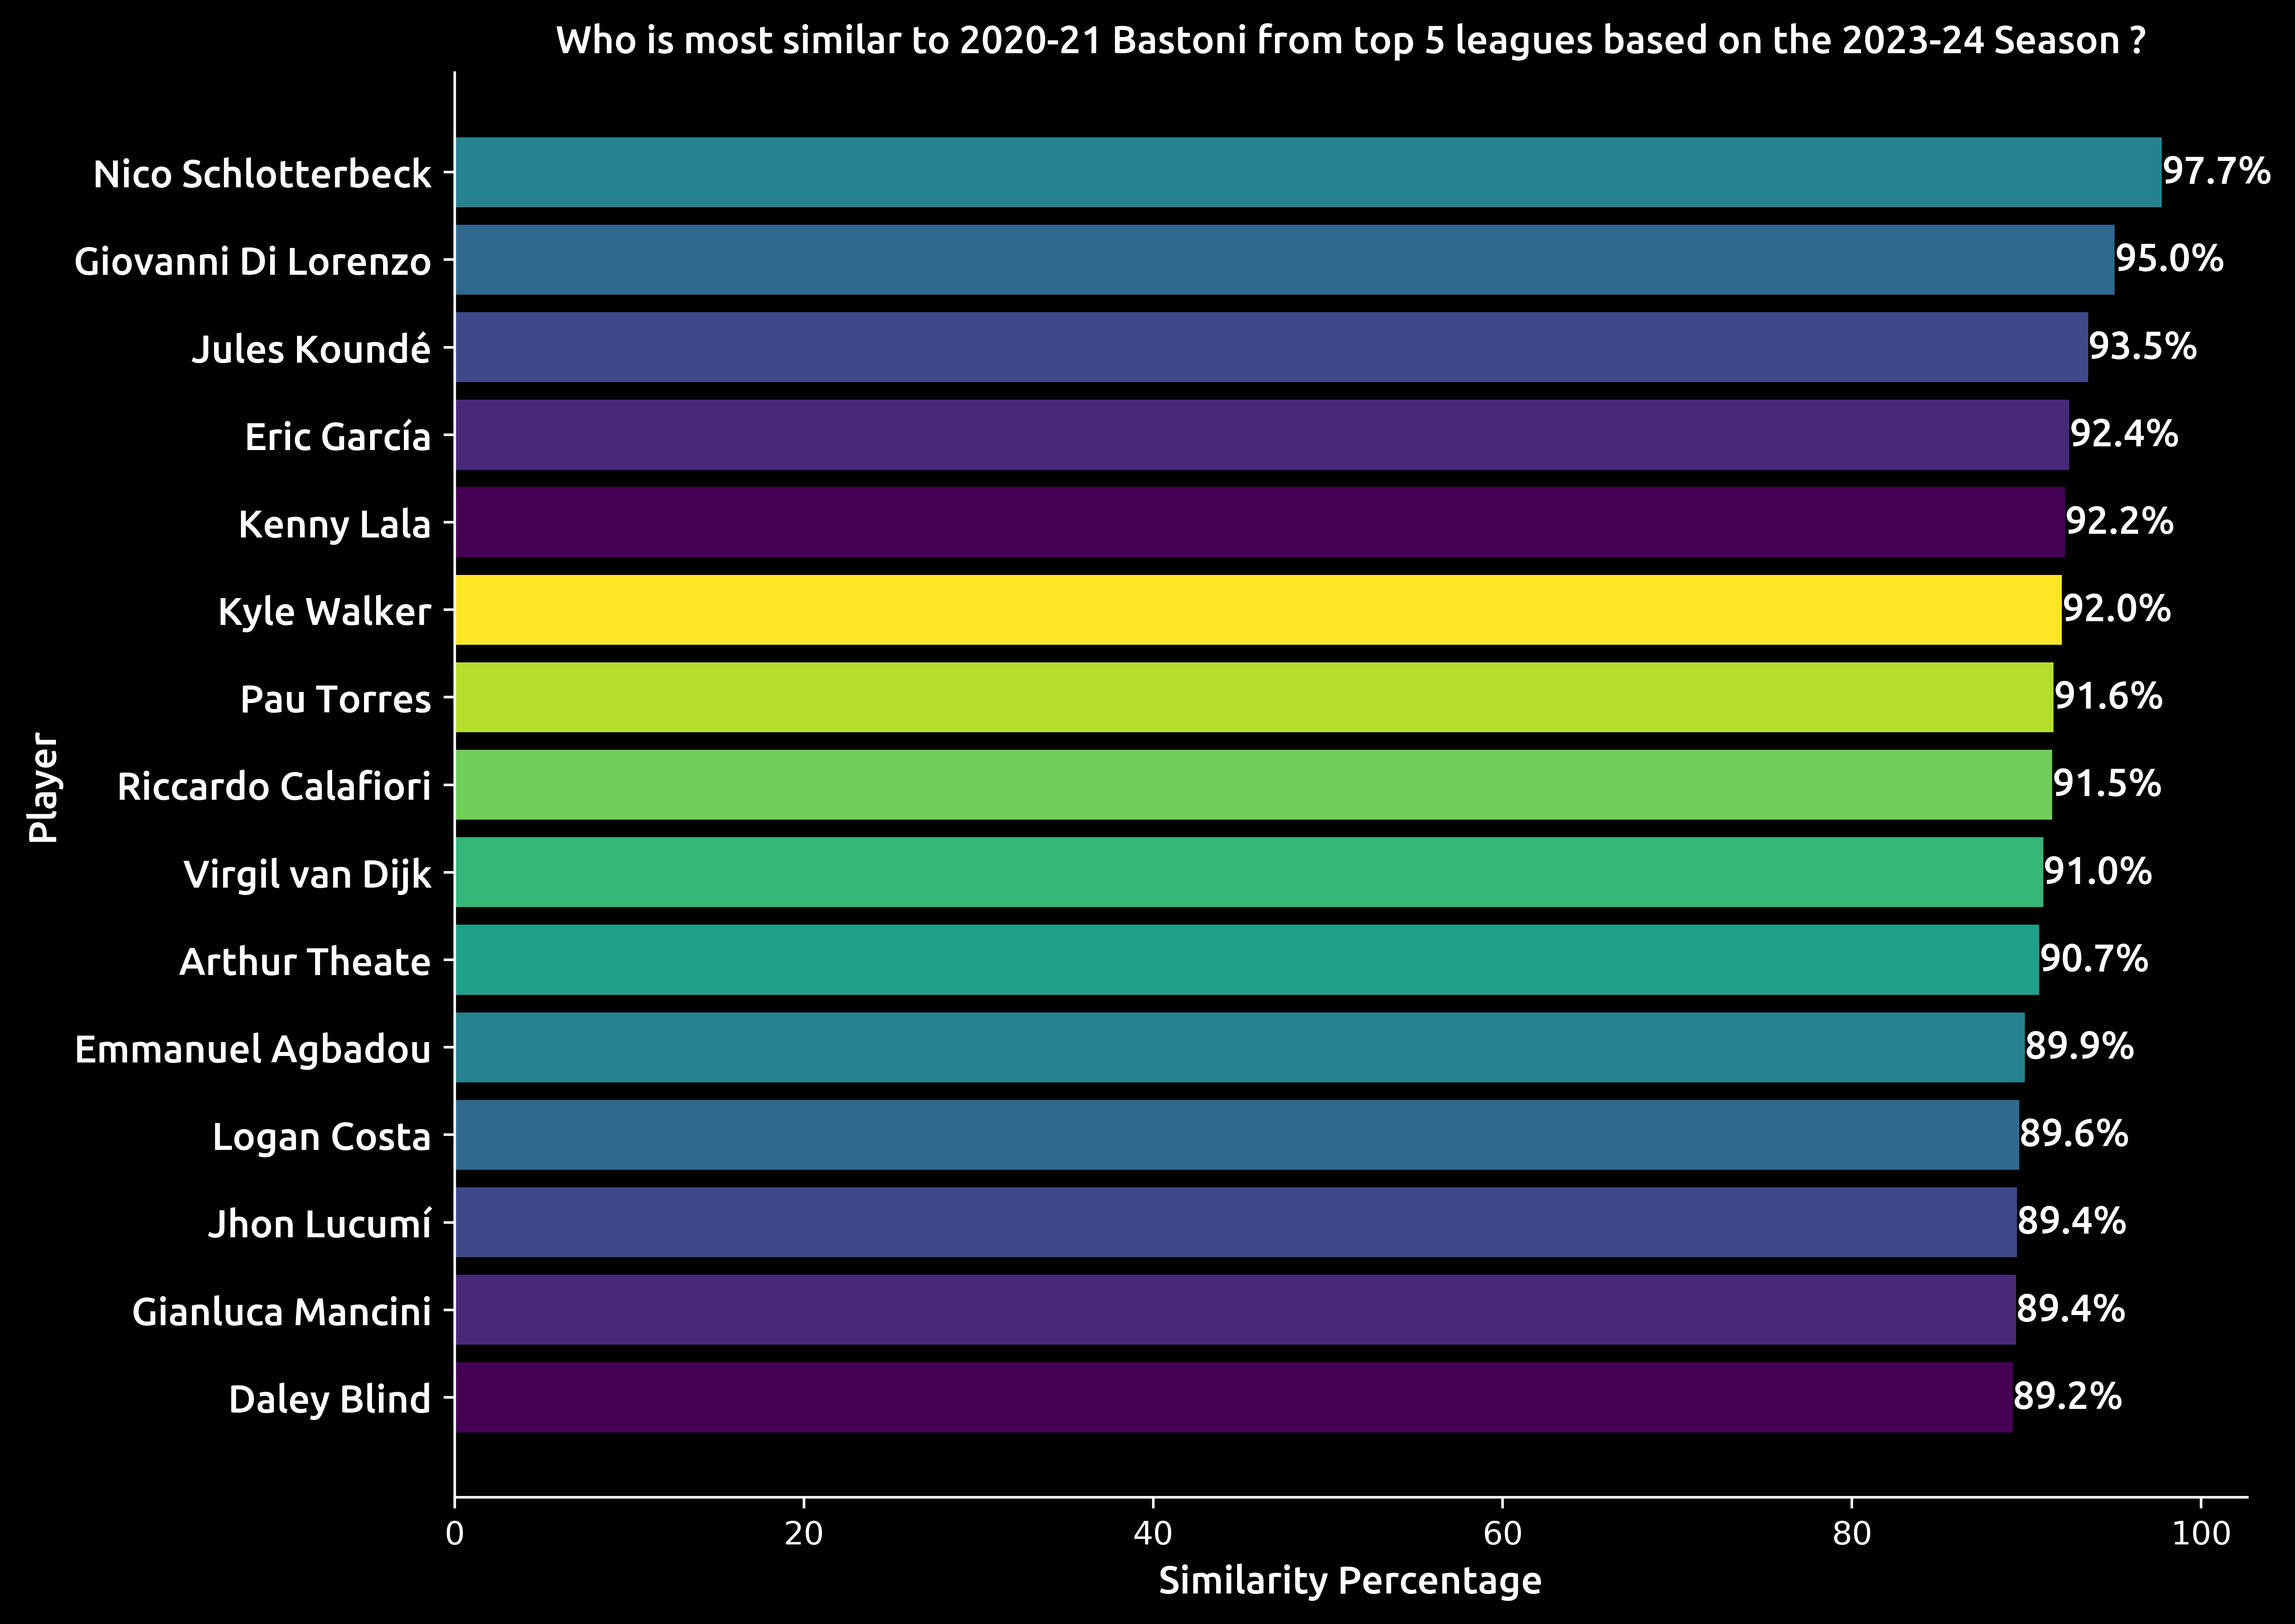 Who is most similar to 2020-21 Bastoni from top 5 leagues based on the 2023-24 Season ?
Player
Nico Schlotterbeck 97.7%
Giovanni Di Lorenzo 95.0%
Jules Koundé 93.5%
Eric García 92.4%
Kenny Lala 92.2%
Kyle Walker 92.0%
Pau Torres 91.6%
Riccardo Calafiori 91.5%
Virgil van Dijk 91.0%
Arthur Theate 90.7%
Emmanuel Agbadou 89.9%
Logan Costa 89.6%
Jhon Lucumí 89.4%
Gianluca Mancini 89.4%
Daley Blind 89.2%
0 20 40 60 80 100
Similarity Percentage